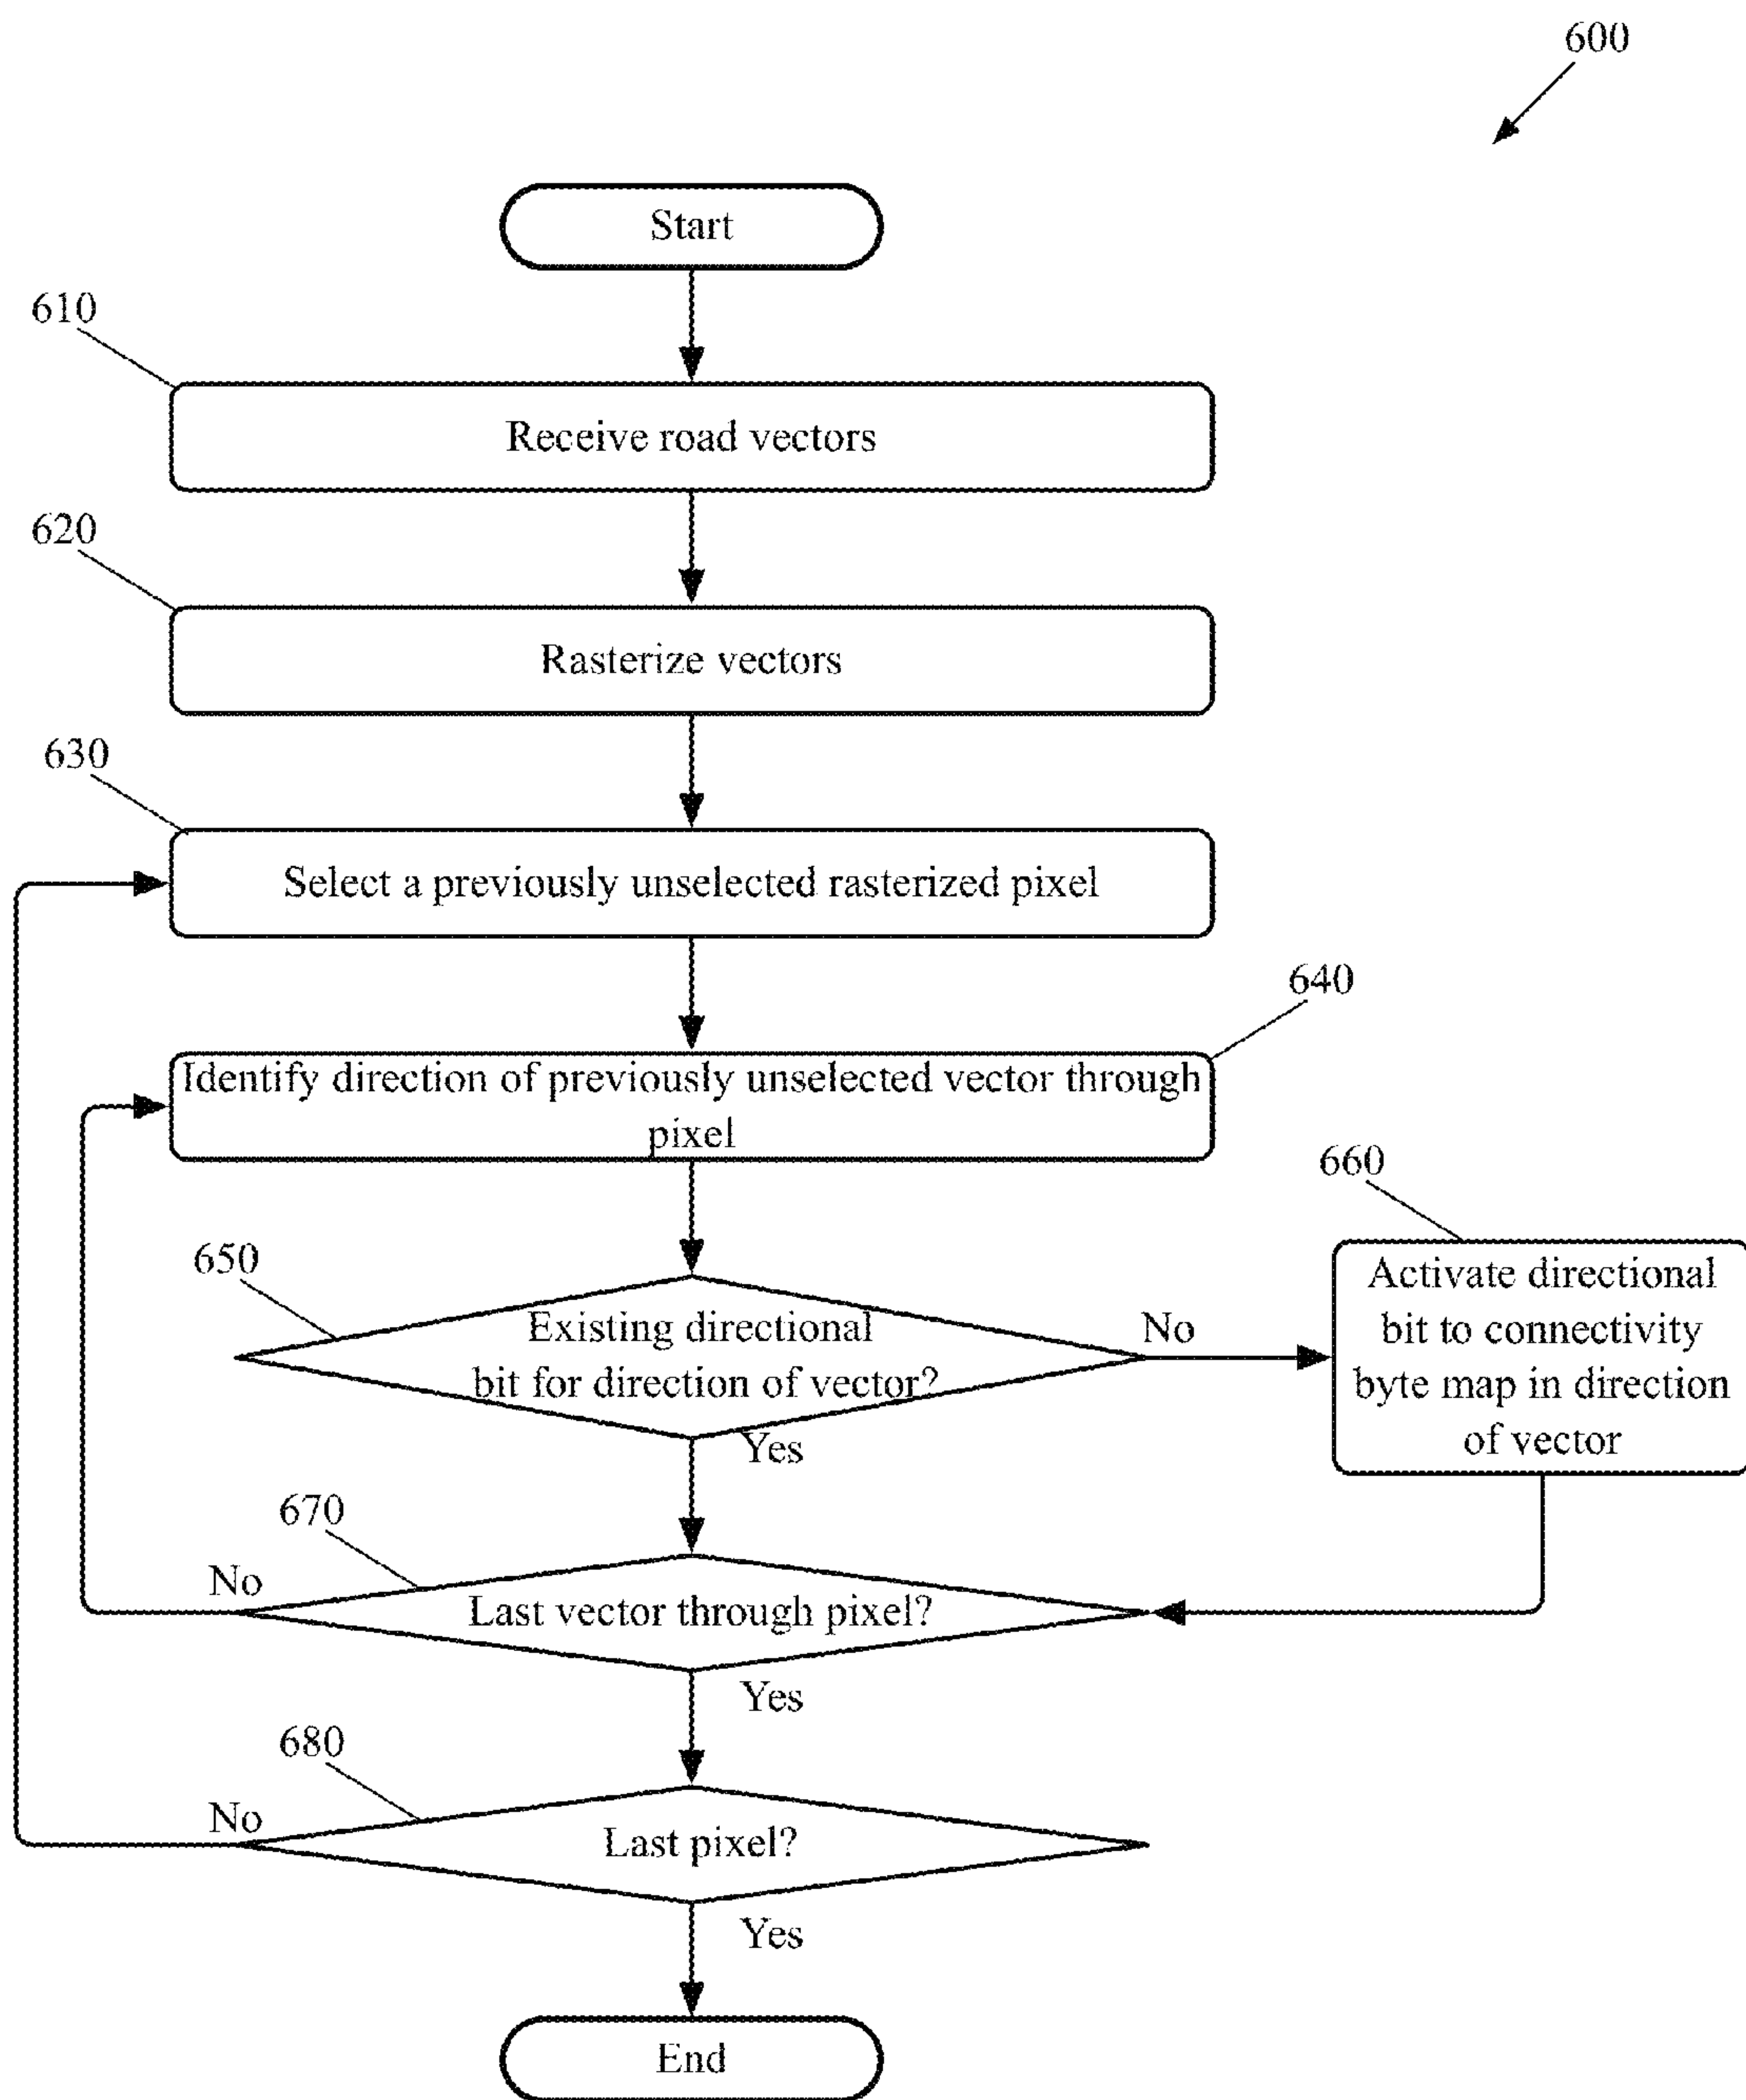 600
Start
610
Receive road vectors
620
Rasterize vectors
630
Select a previously unselected rasterized pixel
640
Identify direction of previously unselected vector through
pixel
650
Existing directional
bit for direction of vector?
No
660
Activate directional
bit to connectivity
byte map in direction
of vector
Yes
670
No
Last vector through pixel?
Yes
680
No
Last pixel?
Yes
End